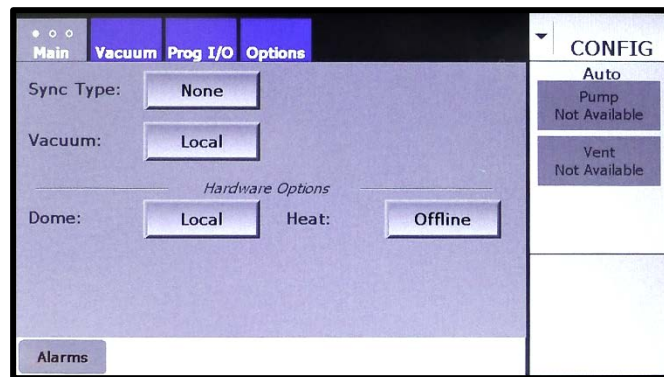 Main Vacuum Prog I/O Options
CONFIG
Sync Type: None
Vacuum: Local
Hardware Options
Dome: Local Heat: Offline
Alarms
Auto
Pump
Not Available
Vent
Not Available